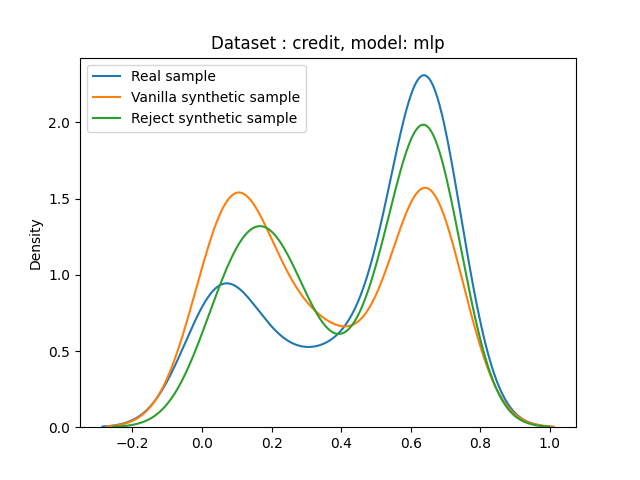 Dataset : credit, model: mlp
Real sample
Vanilla synthetic sample
Reject synthetic sample
Density
2.0
1.5
1.0
0.5
0.0
−0.2
0.0
0.2
0.4
0.6
0.8
1.0